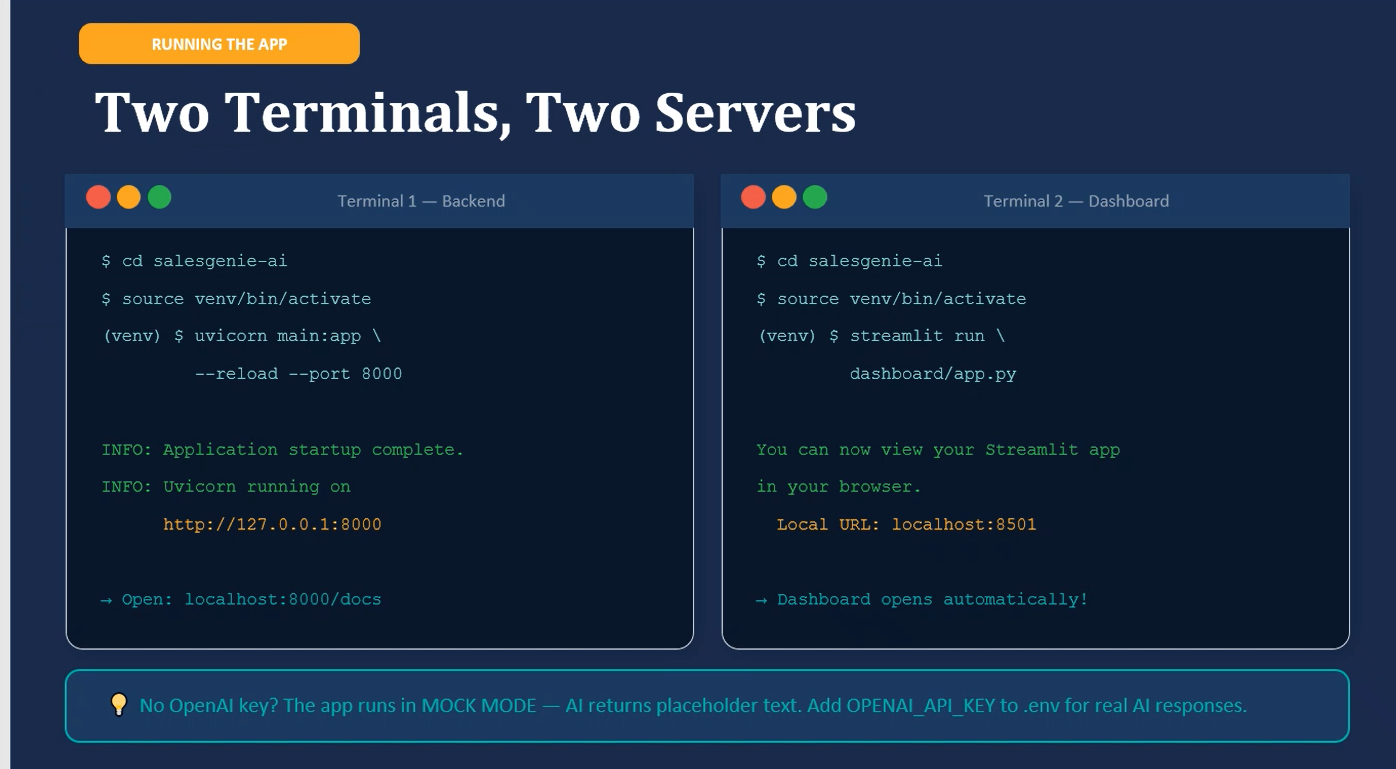 RUNNING THE APP
Two Terminals, Two Servers
Terminal 1 — Backend
$ cd salesgenie-ai
$ source venv/bin/activate
(venv) $ uvicorn main:app \
--reload --port 8000
INFO: Application startup complete.
INFO: Uvicorn running on
http://127.0.0.1:8000
→ Open: localhost:8000/docs
Terminal 2 — Dashboard
$ cd salesgenie-ai
$ source venv/bin/activate
(venv) $ streamlit run \
dashboard/app.py
You can now view your Streamlit app
in your browser.
Local URL: localhost:8501
→ Dashboard opens automatically!
💡 No OpenAI key? The app runs in MOCK MODE — AI returns placeholder text. Add OPENAI_API_KEY to .env for real AI responses.